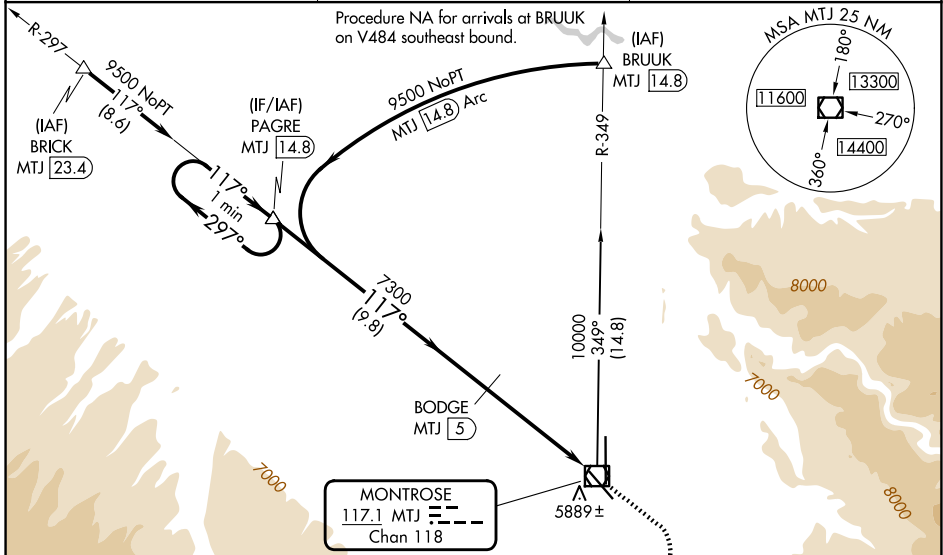 Procedure NA for arrivals at BRUUK
on V484 southeast bound.
R-297
9500 NoPT
117°
(8.6)
(IAF)
BRICK
MTJ 23.4
(IF/IAF)
PAGRE
MTJ 14.8
9500 NoPT
MTJ 14.8 Arc
(IAF)
BRUUK
MTJ 14.8
R-349
MSA MTJ 25 NM
180°
13300
11600
270°
14400
360°
117°
1 min
297°
7300
117°
(9.8)
10000
349°
(14.8)
8000
7000
BODGE
MTJ 5
7000
8000
MONTROSE
117.1 MTJ
Chan 118
5889 ±